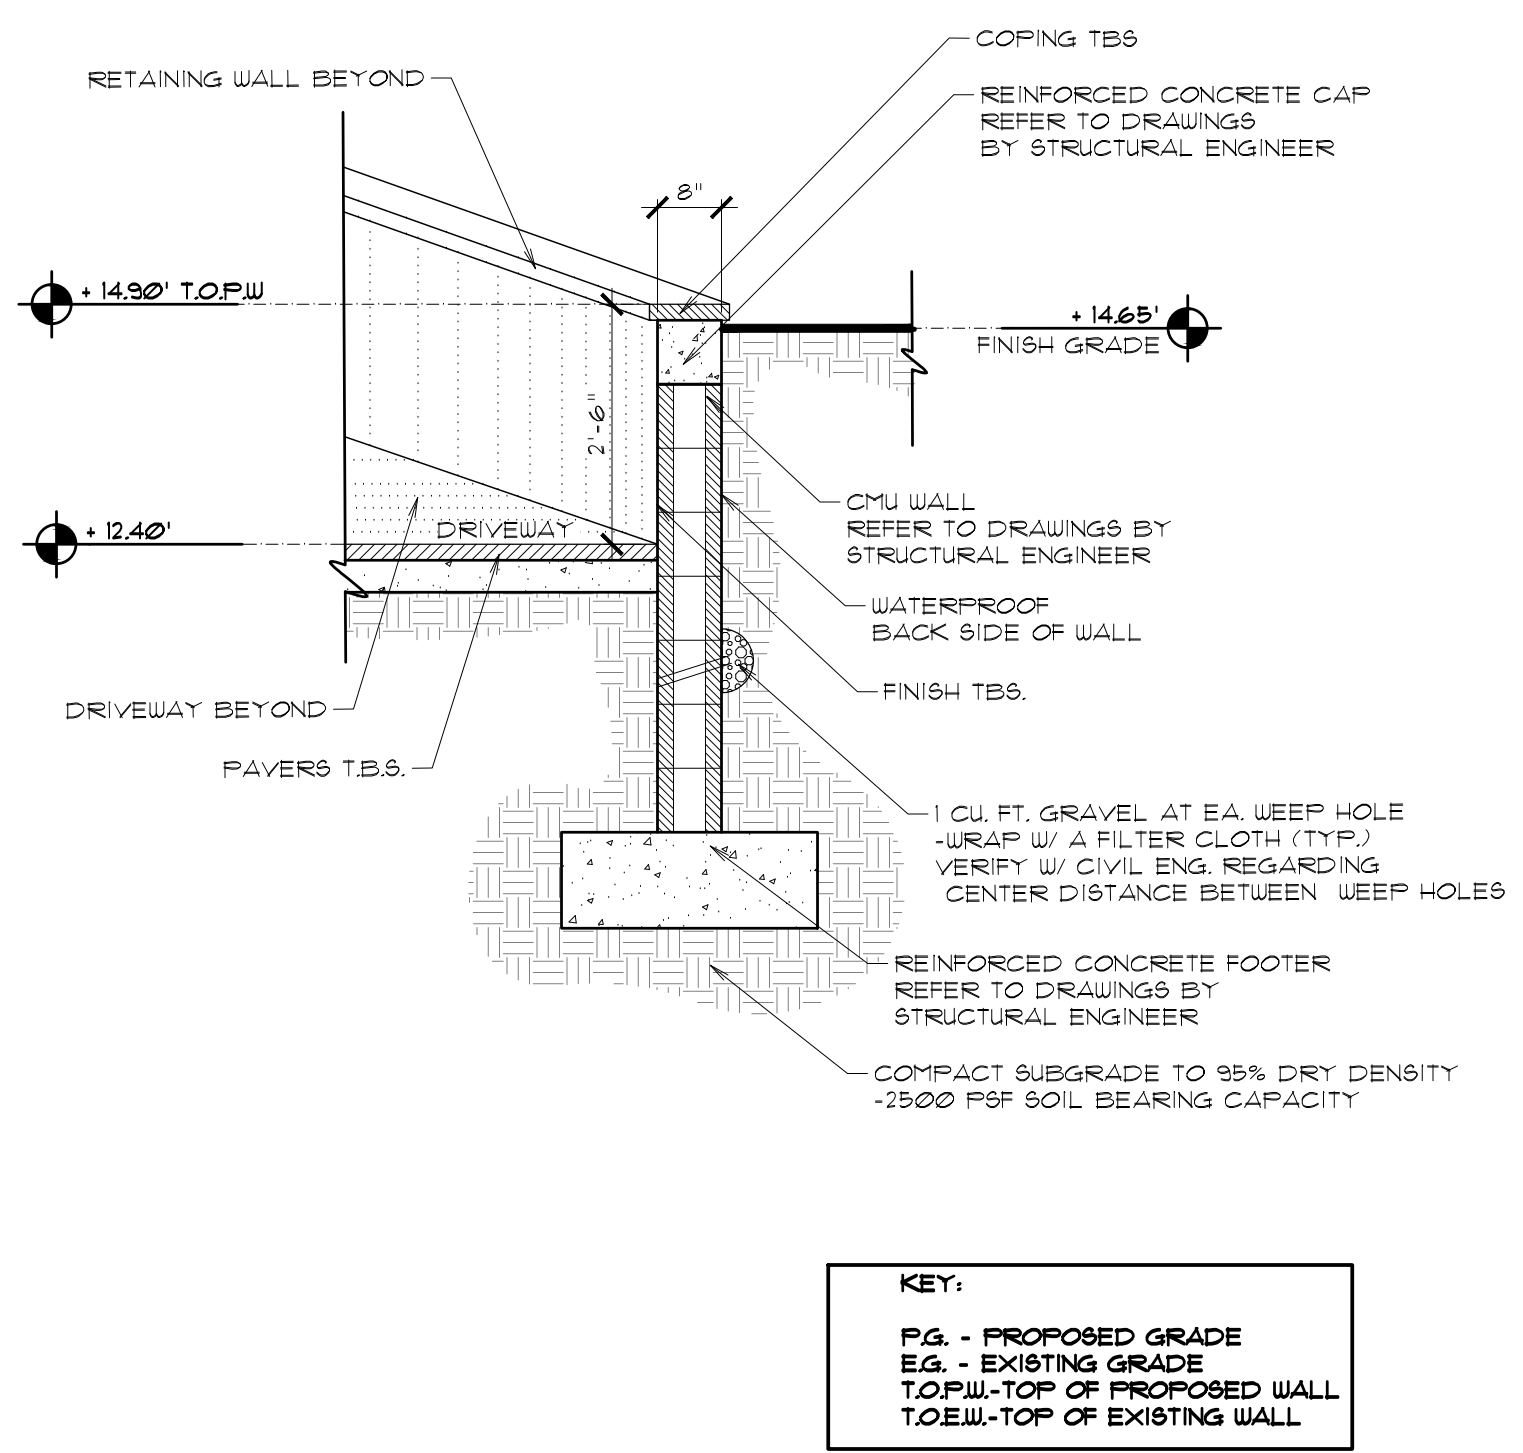 COPING TBS
RETAINING WALL BEYOND
REINFORCED CONCRETE CAP
REFER TO DRAWINGS
BY STRUCTURAL ENGINEER
8"
+ 14.90' T.O.P.W
+ 14.65'
FINISH GRADE
2'-6"
CMU WALL
REFER TO DRAWINGS BY
STRUCTURAL ENGINEER
+ 12.40'
DRIVEWAY
WATERPROOF
BACK SIDE OF WALL
FINISH TBS.
DRIVEWAY BEYOND
PAVERS T.B.S.
1 CU. FT. GRAVEL AT EA. WEEP HOLE
-WRAP W/ A FILTER CLOTH (TYP.)
VERIFY W/ CIVIL ENG. REGARDING
CENTER DISTANCE BETWEEN WEEP HOLES
REINFORCED CONCRETE FOOTER
REFER TO DRAWINGS BY
STRUCTURAL ENGINEER
COMPACT SUBGRADE TO 95% DRY DENSITY
-2500 PSF SOIL BEARING CAPACITY
KEY:
P.G. - PROPOSED GRADE
E.G. - EXISTING GRADE
T.O.P.W.-TOP OF PROPOSED WALL
T.O.E.W.-TOP OF EXISTING WALL